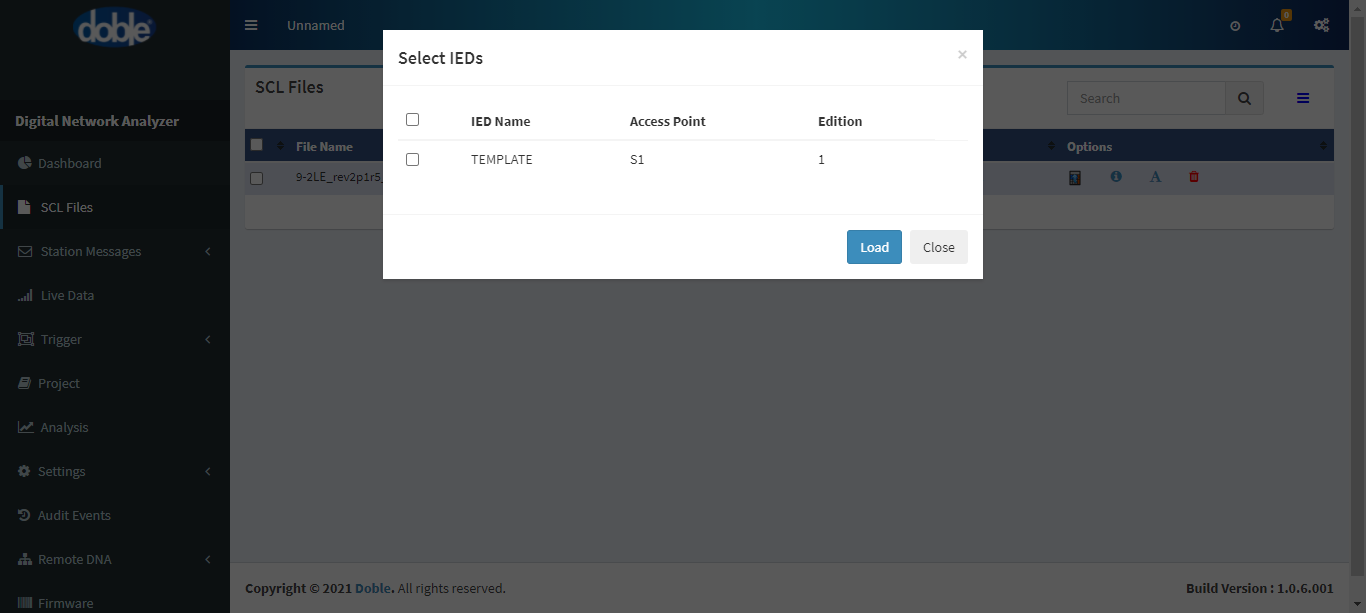 doble
Unnamed
0
Digital Network Analyzer
Dashboard
SCL Files
Station Messages
Live Data
Trigger
Project
Analysis
Settings
Audit Events
Remote DNA
Firmware
SCL Files
Search
File Name
Options
9-2LE_rev2p1r5_
A
Select IEDs
×
IED Name Access Point Edition
TEMPLATE S1 1
Load Close
Copyright © 2021 Doble. All rights reserved.
Build Version : 1.0.6.001